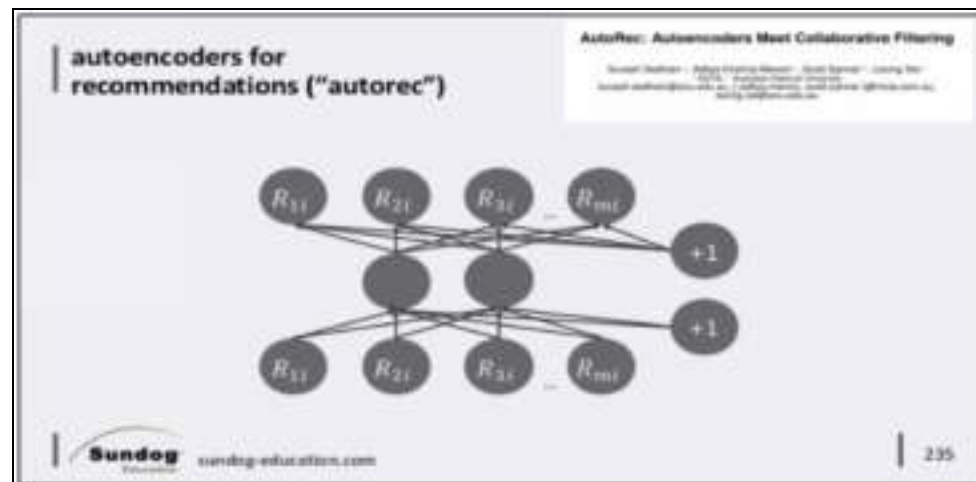 autoencoders for
recommendations ("autorec")
AutoRec: Autoencoders Meet Collaborative Filtering
R1i R2i R3i ... Rmi
+1
+1
R1i R2i R3i ... Rmi
Sundog
Education
sundog-education.com
235